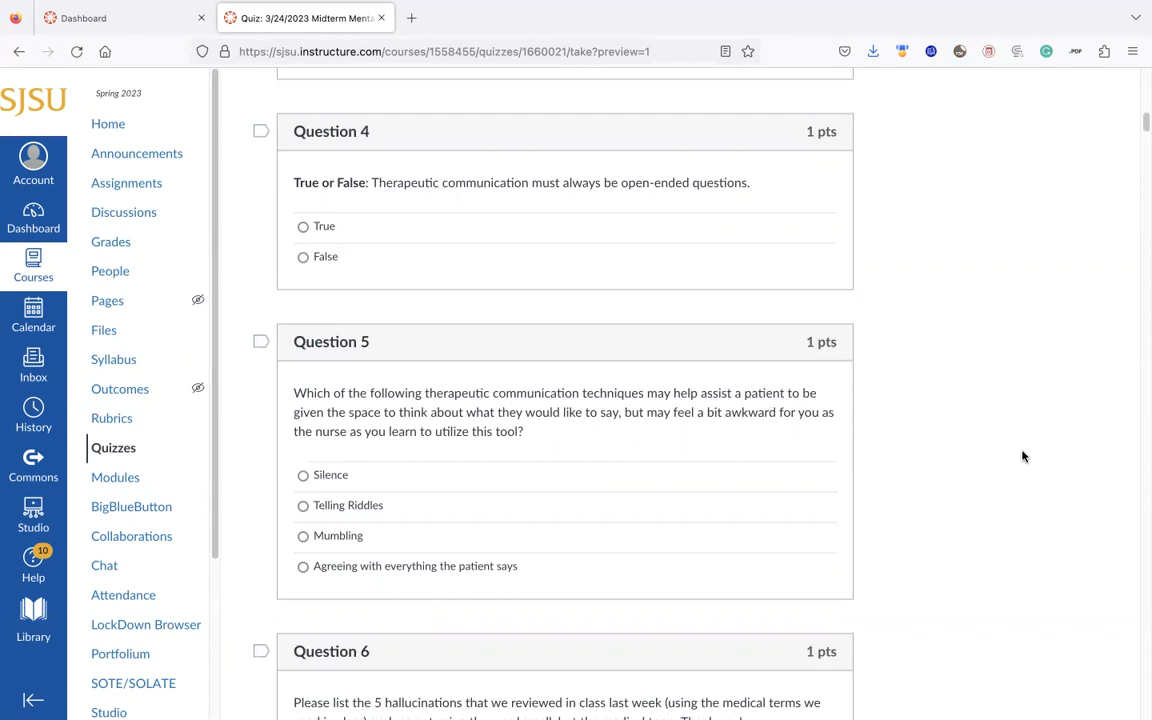 Dashboard
Quiz: 3/24/2023 Midterm Menta
https://sjsu.instructure.com/courses/1558455/quizzes/1660021/take?preview=1
.PDF
SJSU
Account
Dashboard
Courses
Calendar
Inbox
History
Commons
Studio
10
Help
Library
Spring 2023
Home
Announcements
Assignments
Discussions
Grades
People
Pages
Files
Syllabus
Outcomes
Rubrics
Quizzes
Modules
BigBlueButton
Collaborations
Chat
Attendance
LockDown Browser
Portfolium
SOTE/SOLATE
Studio
Question 4 1 pts
True or False: Therapeutic communication must always be open-ended questions.
True
False
Question 5 1 pts
Which of the following therapeutic communication techniques may help assist a patient to be
given the space to think about what they would like to say, but may feel a bit awkward for you as
the nurse as you learn to utilize this tool?
Silence
Telling Riddles
Mumbling
Agreeing with everything the patient says
Question 6 1 pts
Please list the 5 hallucinations that we reviewed in class last week (using the medical terms we